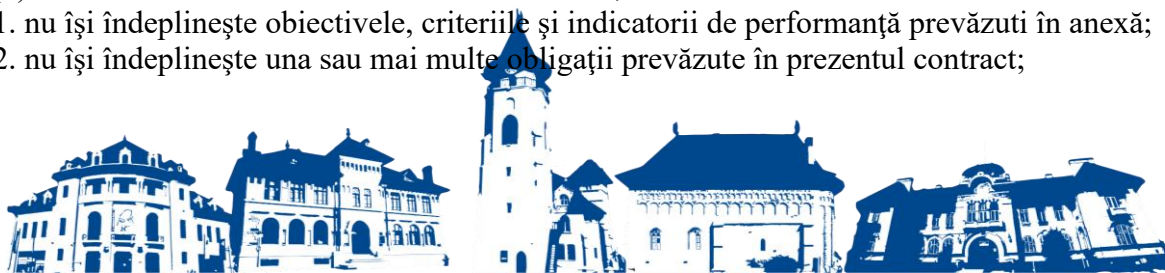 1. nu îşi îndeplineşte obiectivele, criteriile şi indicatorii de performanţă prevăzuti în anexă;
2. nu îşi îndeplineşte una sau mai multe obligaţii prevăzute în prezentul contract;